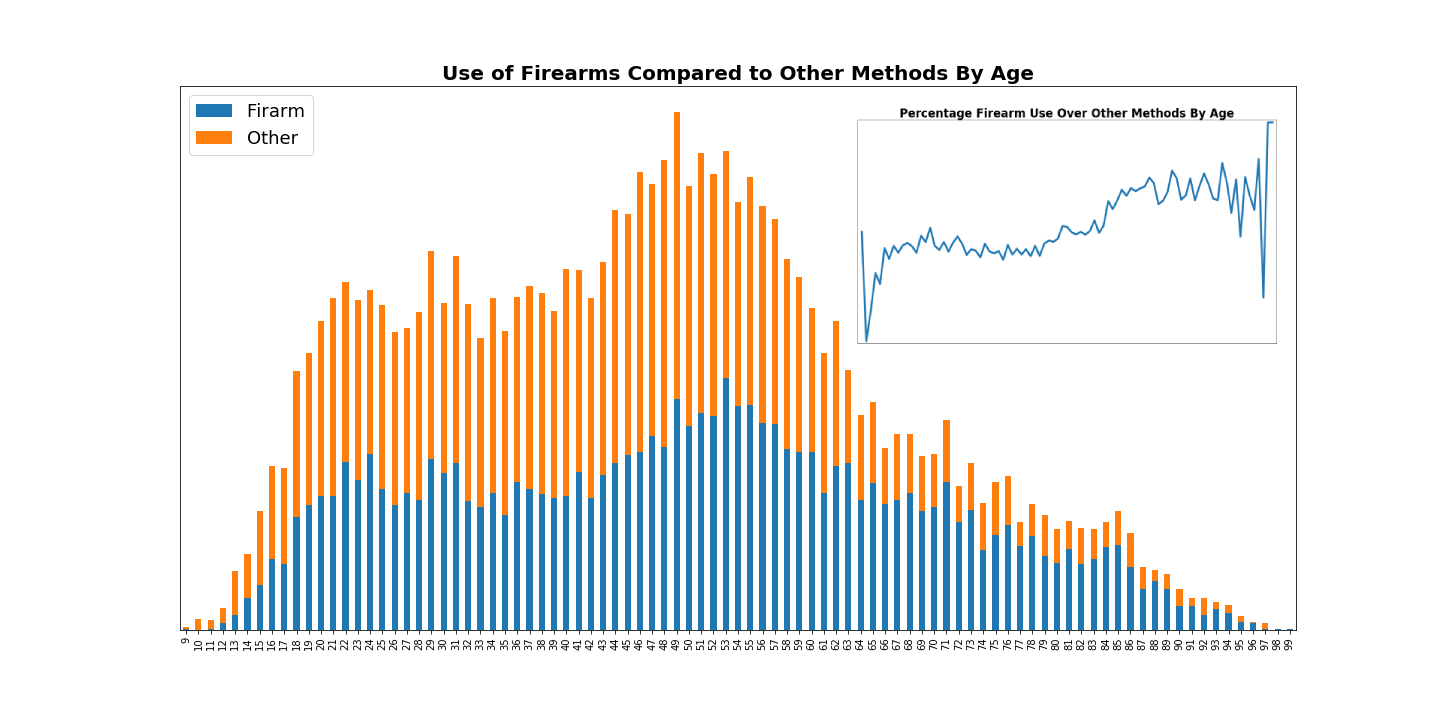 Use of Firearms Compared to Other Methods By Age
Firarm
Other
Percentage Firearm Use Over Other Methods By Age
9 10 11 12 13 14 15 16 17 18 19 20 21 22 23 24 25 26 27 28 29 30 31 32 33 34 35 36 37 38 39 40 41 42 43 44 45 46 47 48 49 50 51 52 53 54 55 56 57 58 59 60 61 62 63 64 65 66 67 68 69 70 71 72 73 74 75 76 77 78 79 80 81 82 83 84 85 86 87 88 89 90 91 92 93 94 95 96 97 98 99